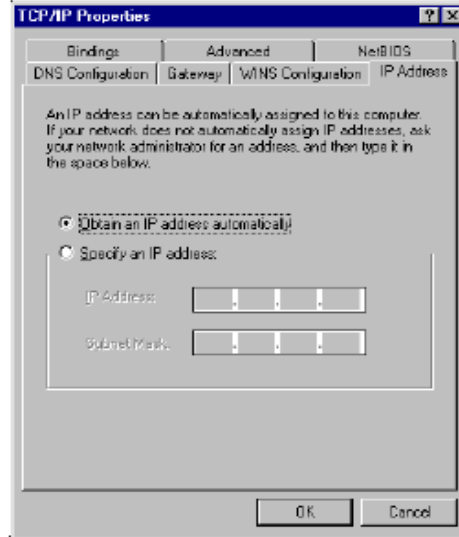 TCP/IP Properties
? ×
Bindings Advanced NetBIOS
DNS Configuration Gateway WINS Configuration IP Address
An IP address can be automatically assigned to this computer.
If your network does not automatically assign IP addresses, ask
your network administrator for an address, and then type it in
the space below.
Obtain an IP address automatically
Specify an IP address:
IP Address:
. . .
Subnet Mask:
. . .
OK Cancel